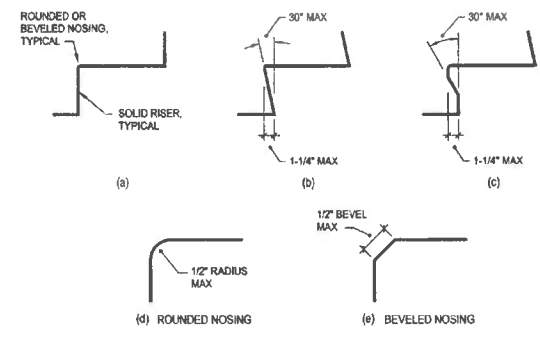 ROUNDED OR
BEVELED NOSING,
TYPICAL
SOLID RISER,
TYPICAL
(a)
30° MAX
1-1/4" MAX
(b)
30° MAX
1-1/4" MAX
(c)
1/2" RADIUS
MAX
(d) ROUNDED NOSING
1/2" BEVEL
MAX
(e) BEVELED NOSING